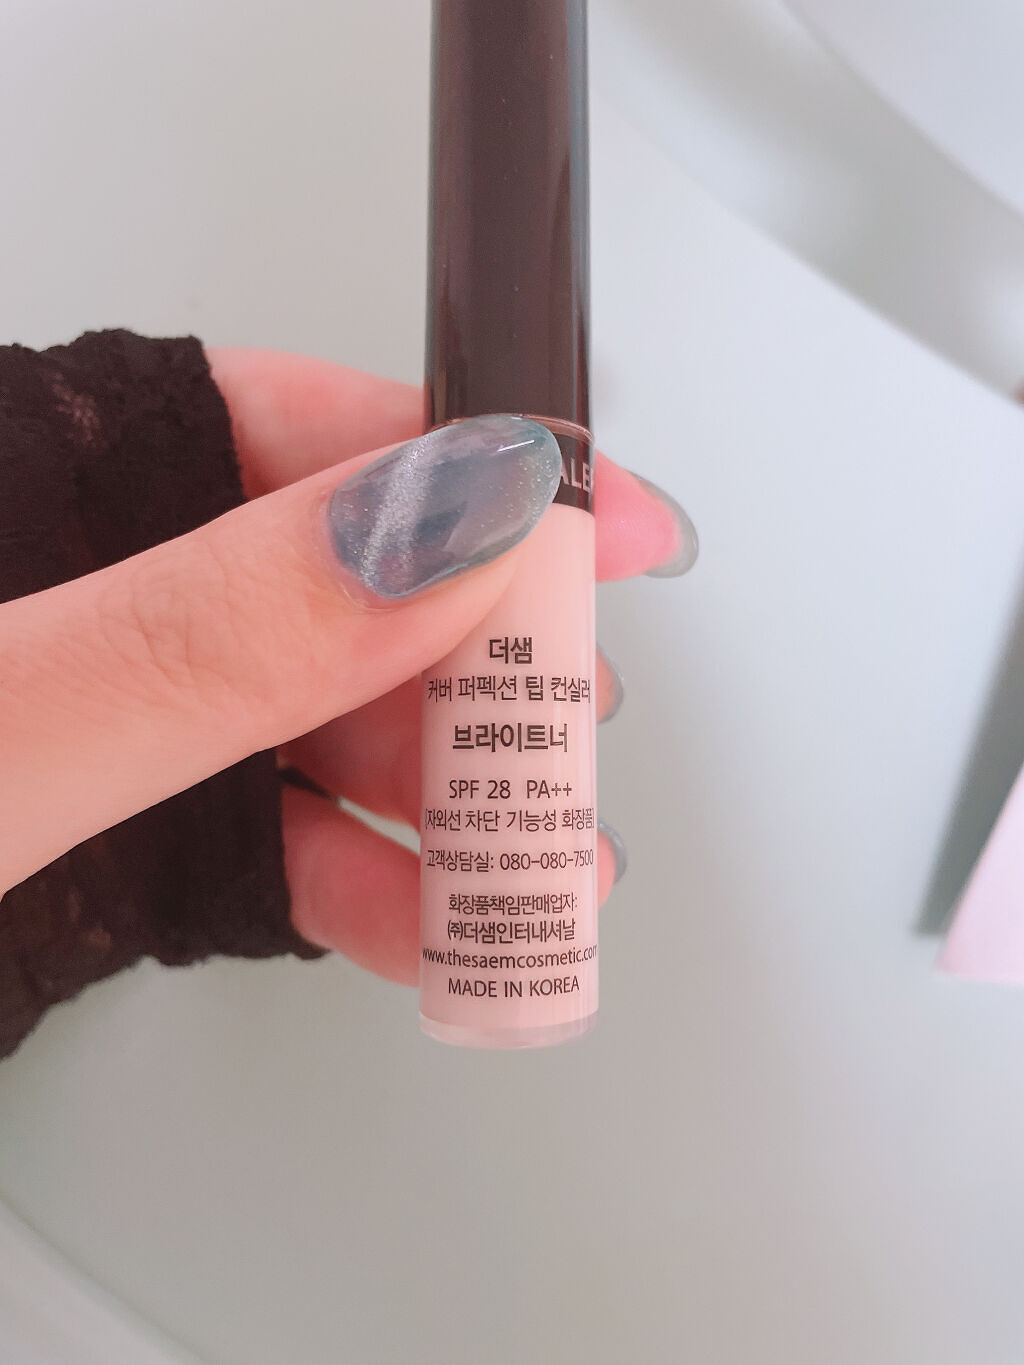 더샘
커버 퍼펙션 팁 컨실러
브라이트너
SPF 28 PA++
[자외선 차단 기능성 화장품]
고객상담실: 080-080-7500
화장품책임판매업자:
㈜더샘인터내셔날
www.thesaemcosmetic.com
MADE IN KOREA